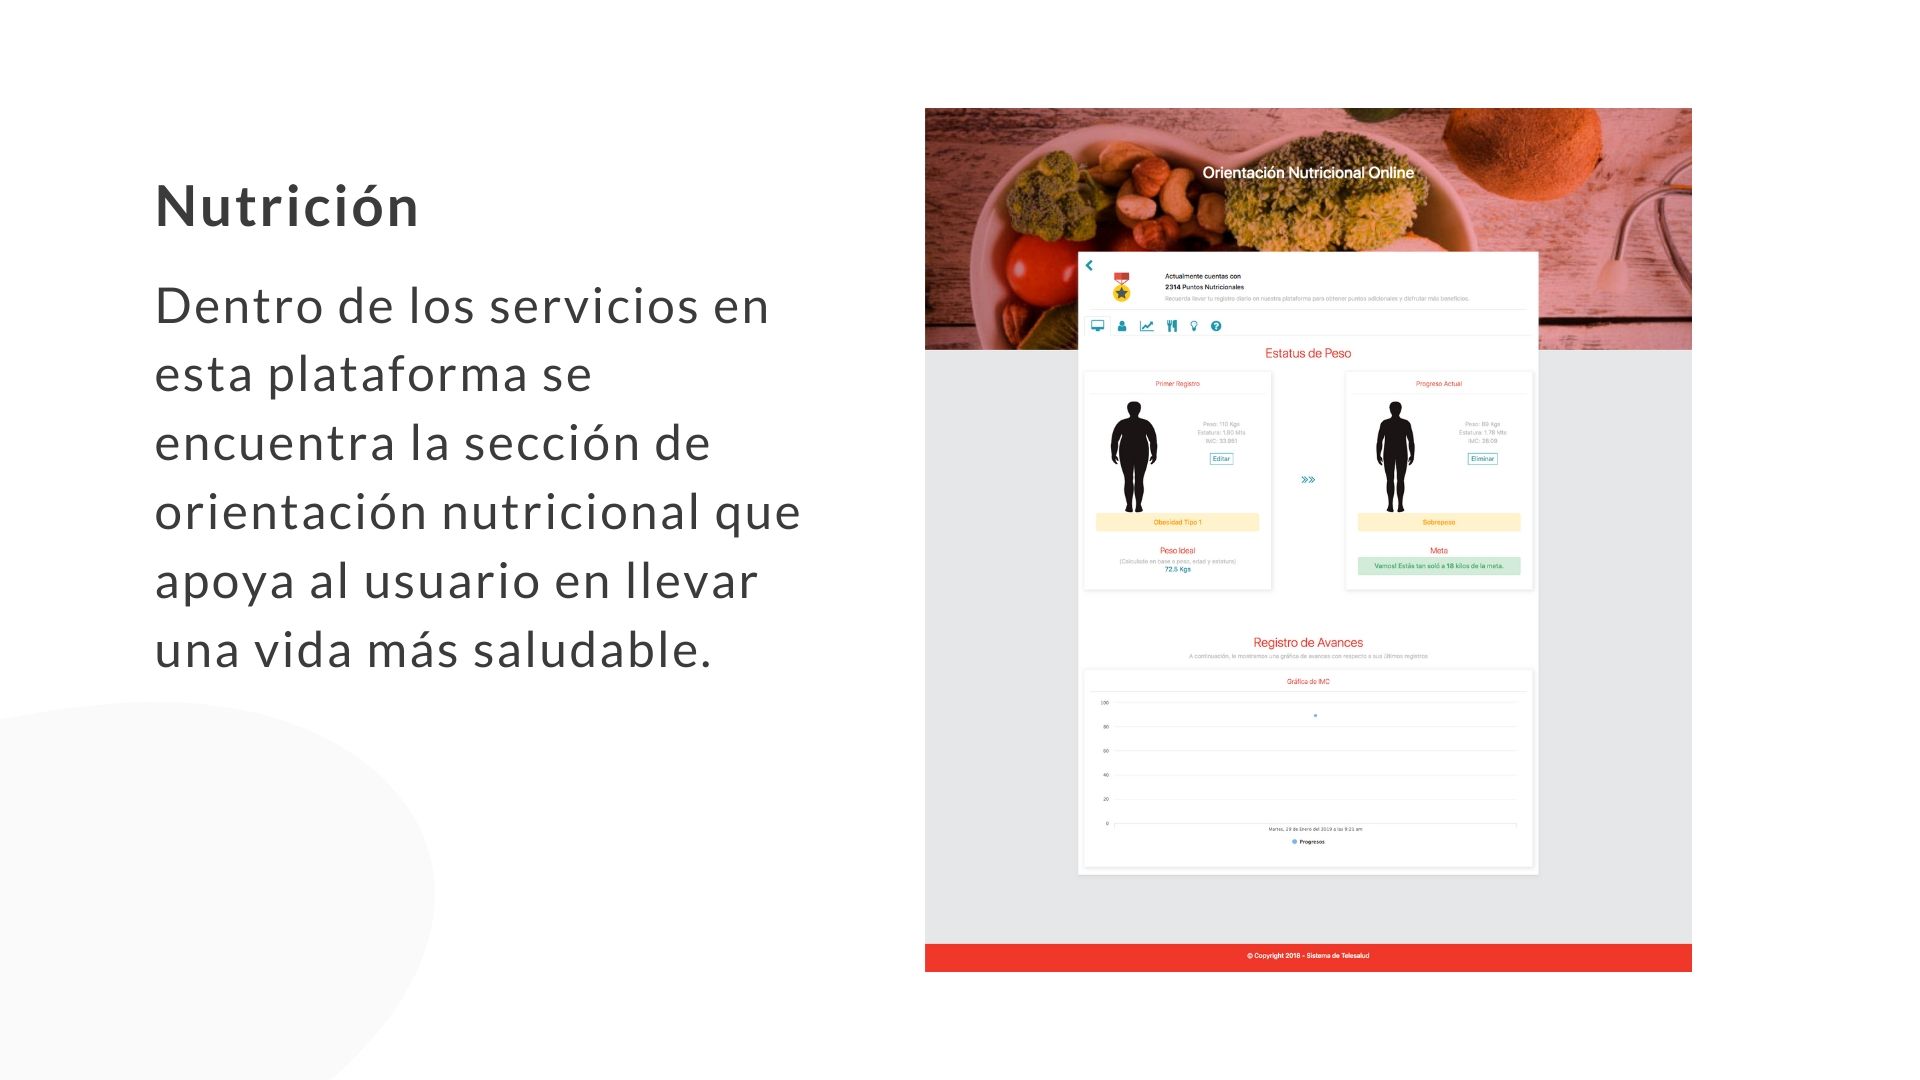 Nutrición
Dentro de los servicios en
esta plataforma se
encuentra la sección de
orientación nutricional que
apoya al usuario en llevar
una vida más saludable.
Orientación Nutricional Online
Actualmente cuentas con
2314 Puntos Nutricionales
Recuerda llevar tu registro diario en nuestra plataforma para obtener puntos adicionales y disfrutar más beneficios.
Estatus de Peso
Primer Registro
Peso: 110 Kgs
Estatura: 1.80 Mts
IMC: 33.951
Editar
Obesidad Tipo 1
Peso Ideal
(Calculado en base a peso, edad y estatura)
72.5 Kgs
Progreso Actual
Peso: 89 Kgs
Estatura: 1.78 Mts
IMC: 28.09
Eliminar
Sobrepeso
Meta
Vamos! Estás tan soló a 18 kilos de la meta.
Registro de Avances
A continuación, le mostramos una gráfica de avances con respecto a sus últimos registros
Gráfica de IMC
100
80
60
40
20
0
Martes, 29 de Enero del 2019 a las 9:21 am
Progresos
© Copyright 2018 - Sistema de Telesalud